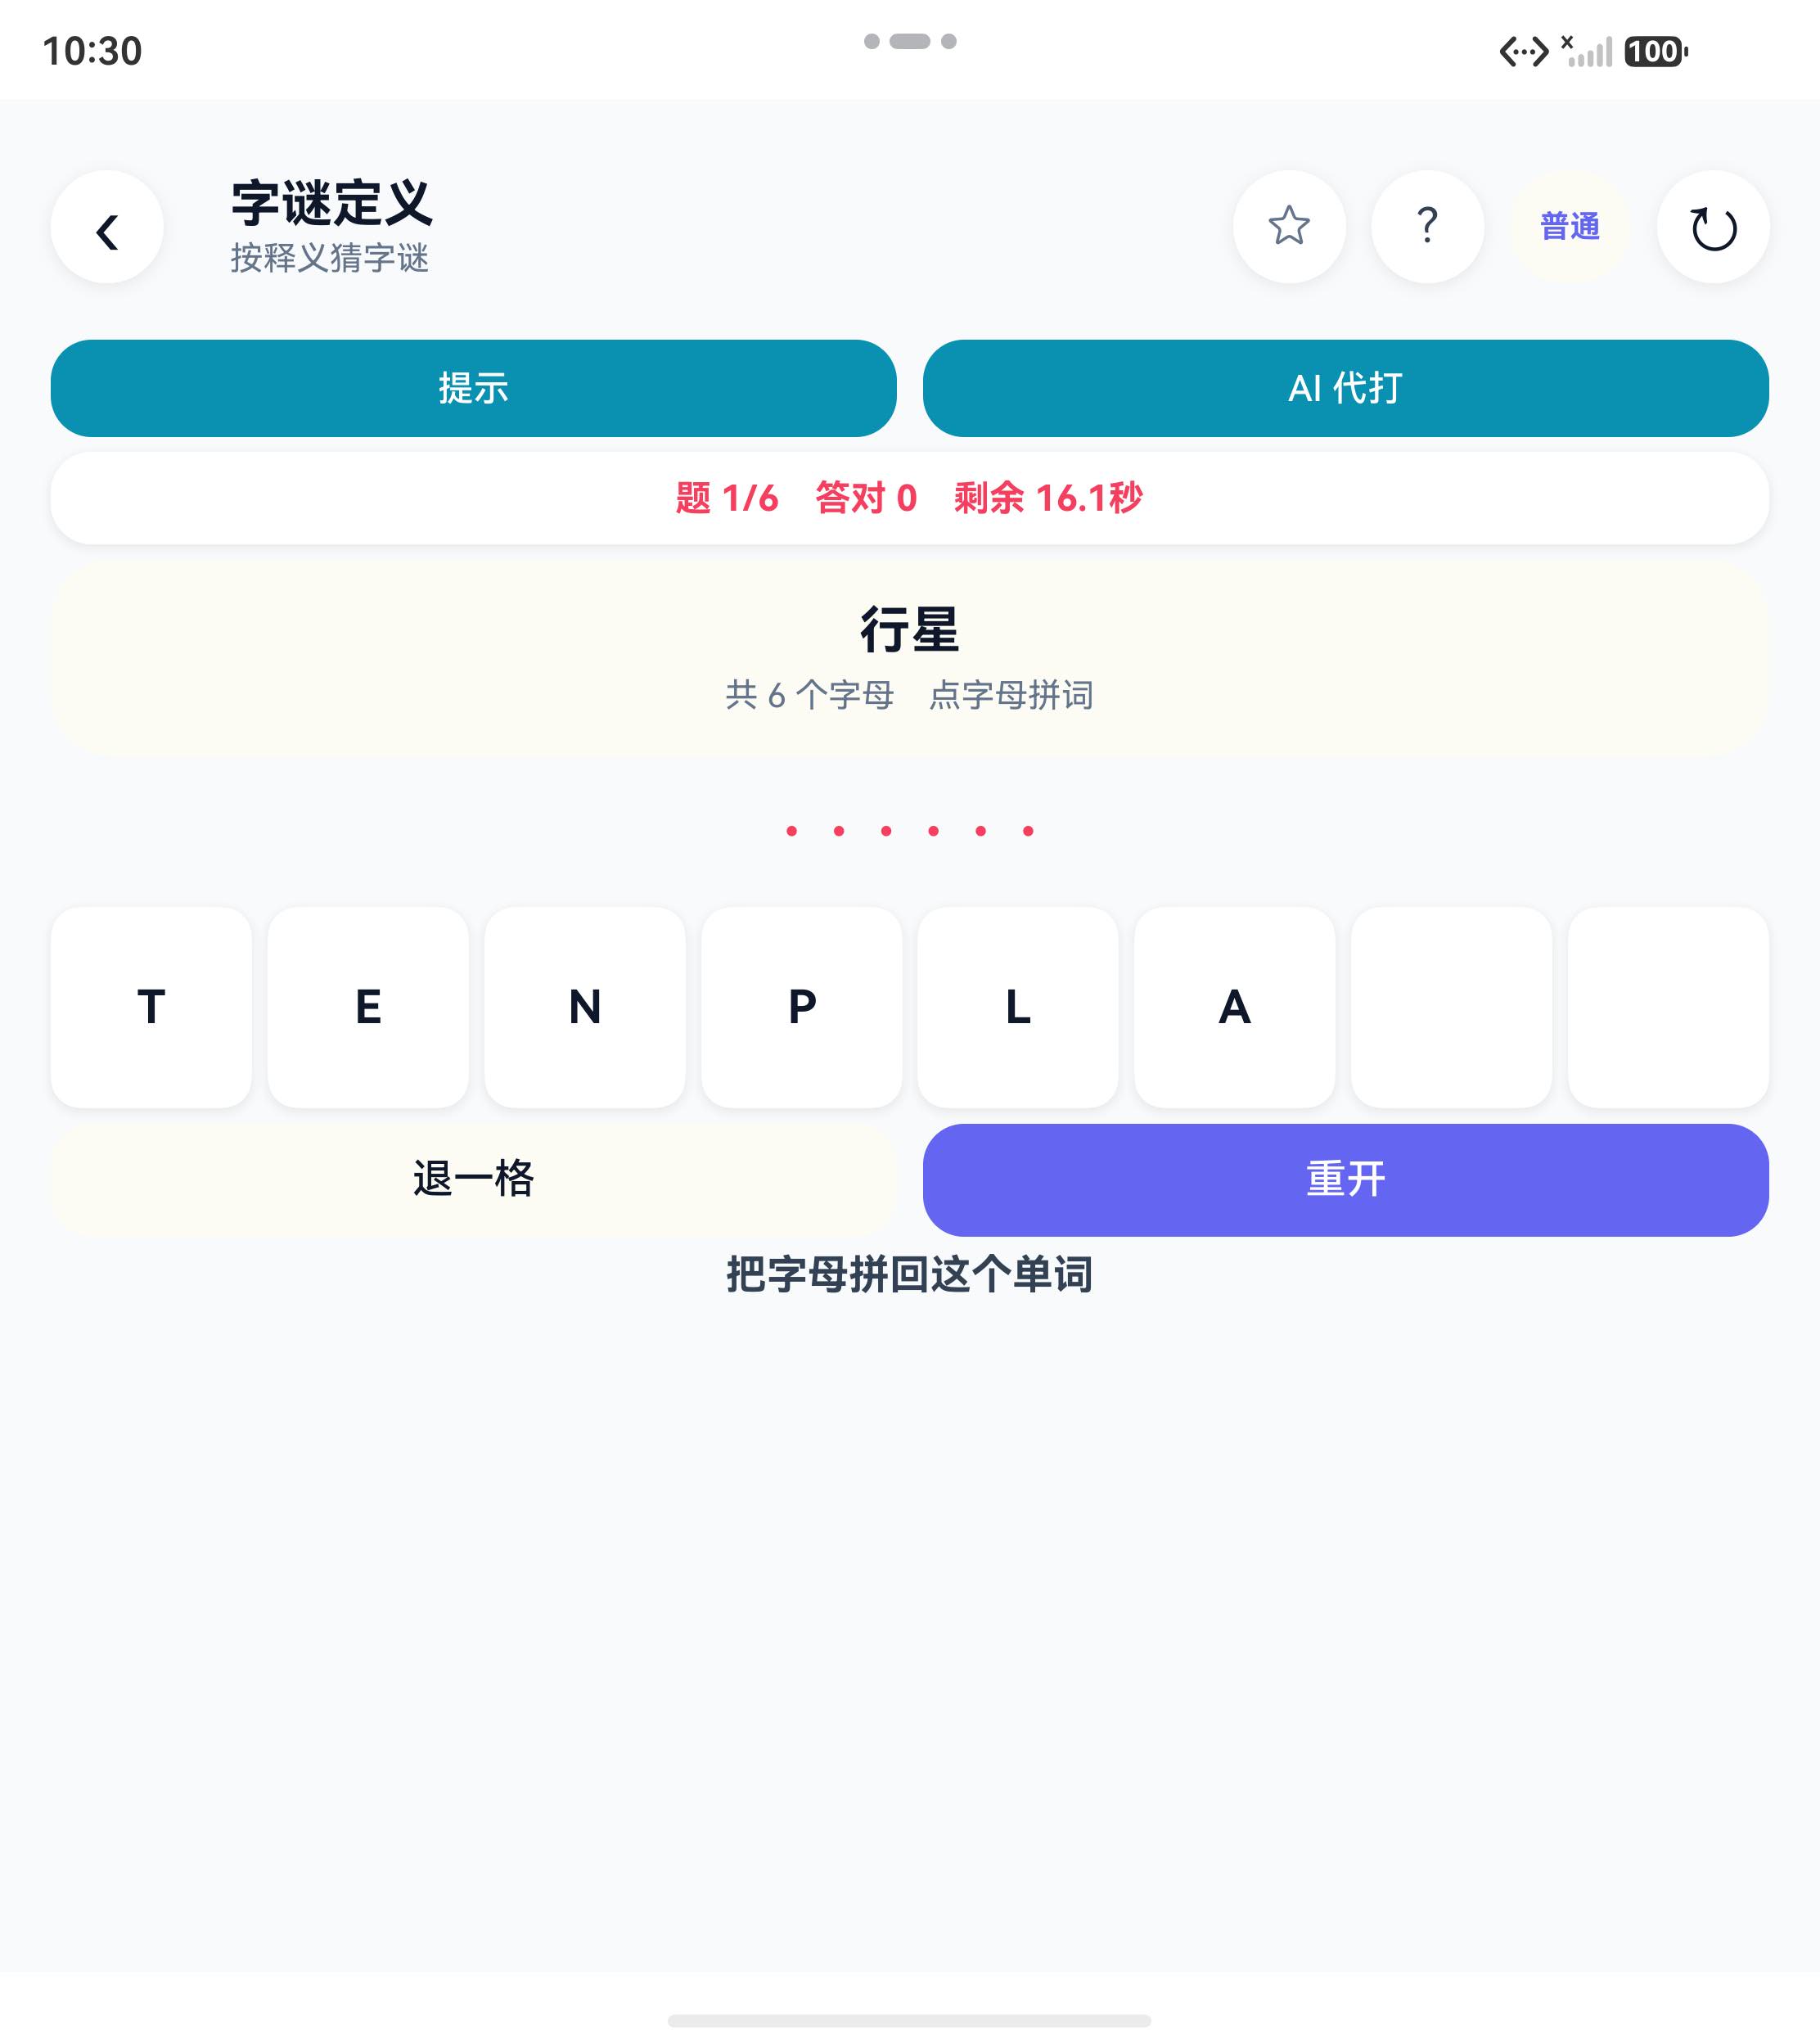 10:30
100
字谜定义
按释义猜字谜
?
普通
提示
AI 代打
题 1/6 答对 0 剩余 16.1秒
行星
共 6 个字母 点字母拼词
T E N P L A
退一格
重开
把字母拼回这个单词